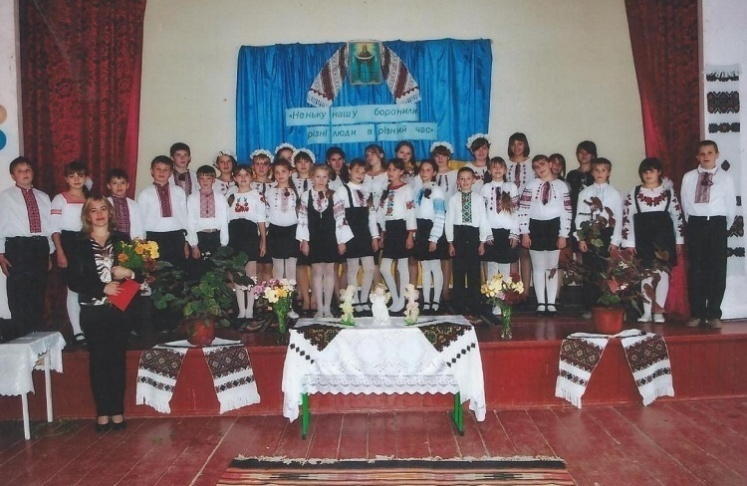 «Неньку нашу боронили
різні люди в різний час»